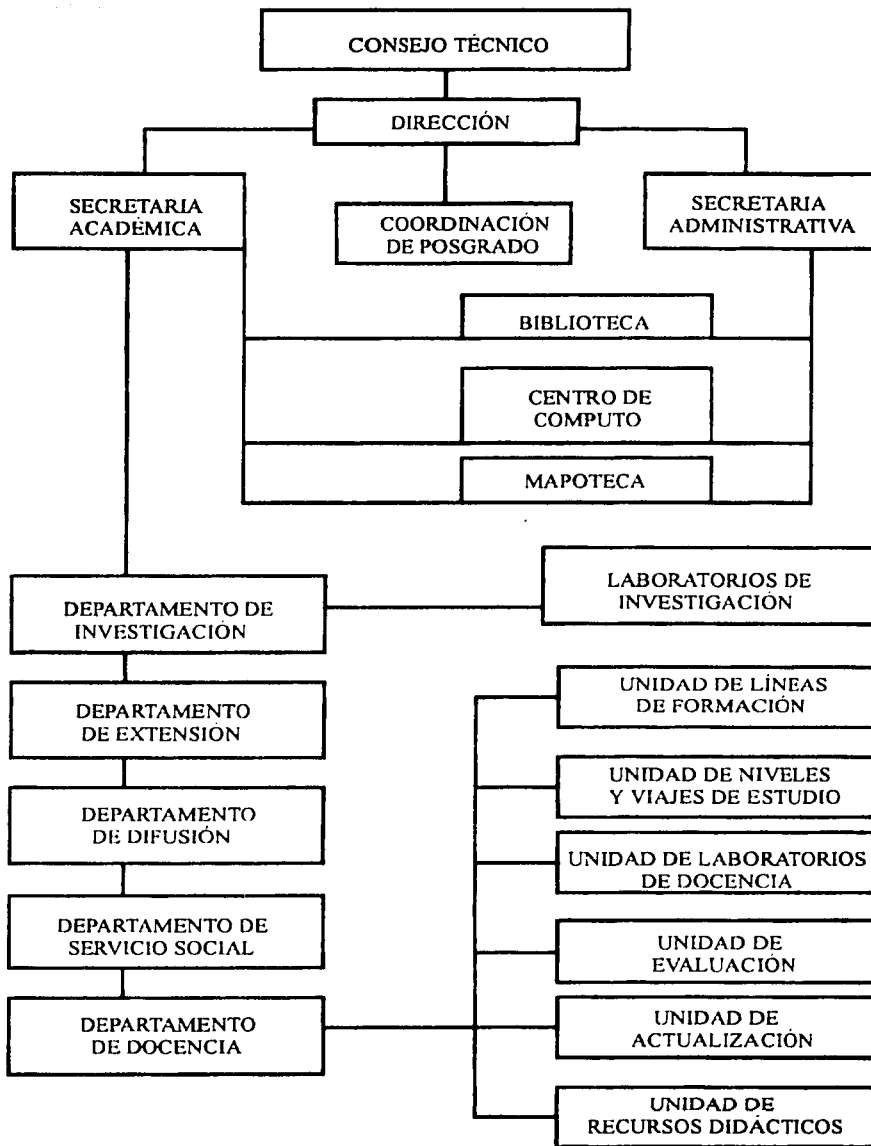 CONSEJO TÉCNICO
DIRECCIÓN
SECRETARIA
ACADÉMICA
COORDINACIÓN
DE POSGRADO
SECRETARIA
ADMINISTRATIVA
BIBLIOTECA
CENTRO DE
COMPUTO
MAPOTECA
DEPARTAMENTO DE
INVESTIGACIÓN
LABORATORIOS DE
INVESTIGACIÓN
DEPARTAMENTO
DE EXTENSIÓN
DEPARTAMENTO
DE DIFUSIÓN
DEPARTAMENTO DE
SERVICIO SOCIAL
DEPARTAMENTO
DE DOCENCIA
UNIDAD DE LÍNEAS
DE FORMACIÓN
UNIDAD DE NIVELES
Y VIAJES DE ESTUDIO
UNIDAD DE LABORATORIOS
DE DOCENCIA
UNIDAD DE
EVALUACIÓN
UNIDAD DE
ACTUALIZACIÓN
UNIDAD DE
RECURSOS DIDÁCTICOS